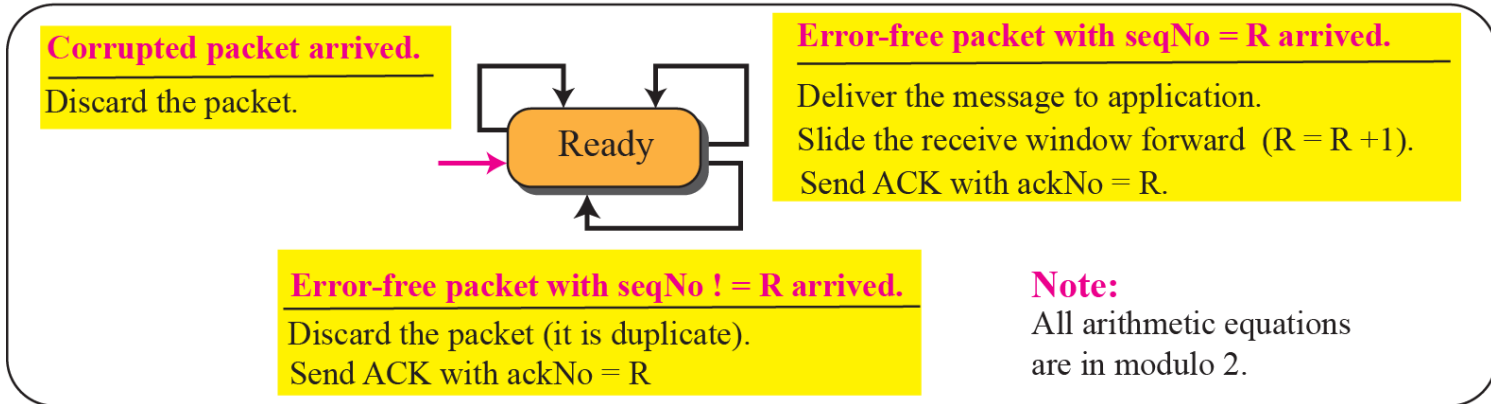 Corrupted packet arrived.
Discard the packet.
Error-free packet with seqNo = R arrived.
Deliver the message to application.
Slide the receive window forward (R = R +1).
Send ACK with ackNo = R.
Ready
Error-free packet with seqNo ! = R arrived.
Discard the packet (it is duplicate).
Send ACK with ackNo = R
Note:
All arithmetic equations
are in modulo 2.